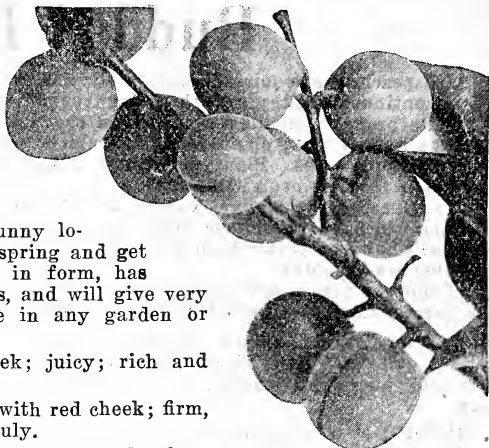 unny lo-
spring and get
in form, has
s, and will give very
e in any garden or
ek; juicy; rich and
with red cheek; firm,
uly.